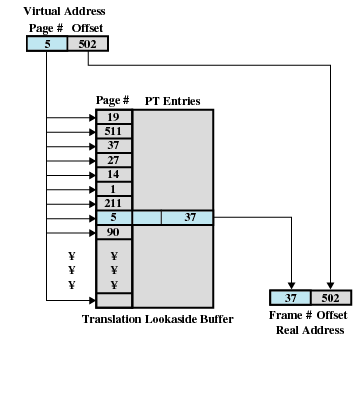 Virtual Address
Page # Offset
5 502
Page # PT Entries
19
511
37
27
14
1
211
5 37
90
¥ ¥
¥ ¥
¥ ¥
37 502
Translation Lookaside Buffer
Frame # Offset
Real Address